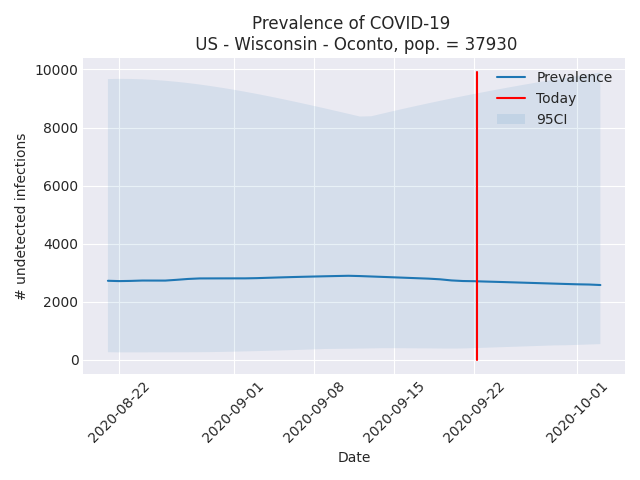 Prevalence of COVID-19
US - Wisconsin - Oconto, pop. = 37930
10000
8000
6000
4000
2000
0
# undetected infections
Prevalence
Today
95CI
2020-08-22
2020-09-01
2020-09-08
2020-09-15
2020-09-22
2020-10-01
Date